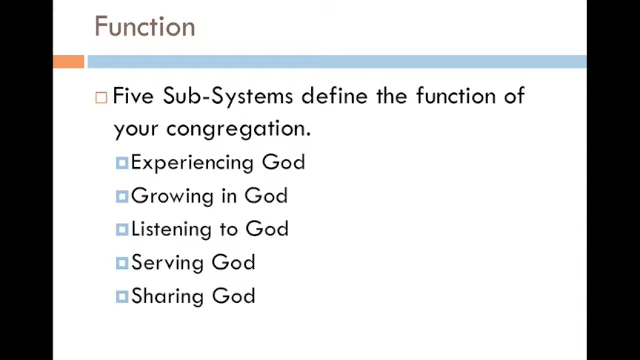 Function
Five Sub-Systems define the function of
your congregation.
Experiencing God
Growing in God
Listening to God
Serving God
Sharing God